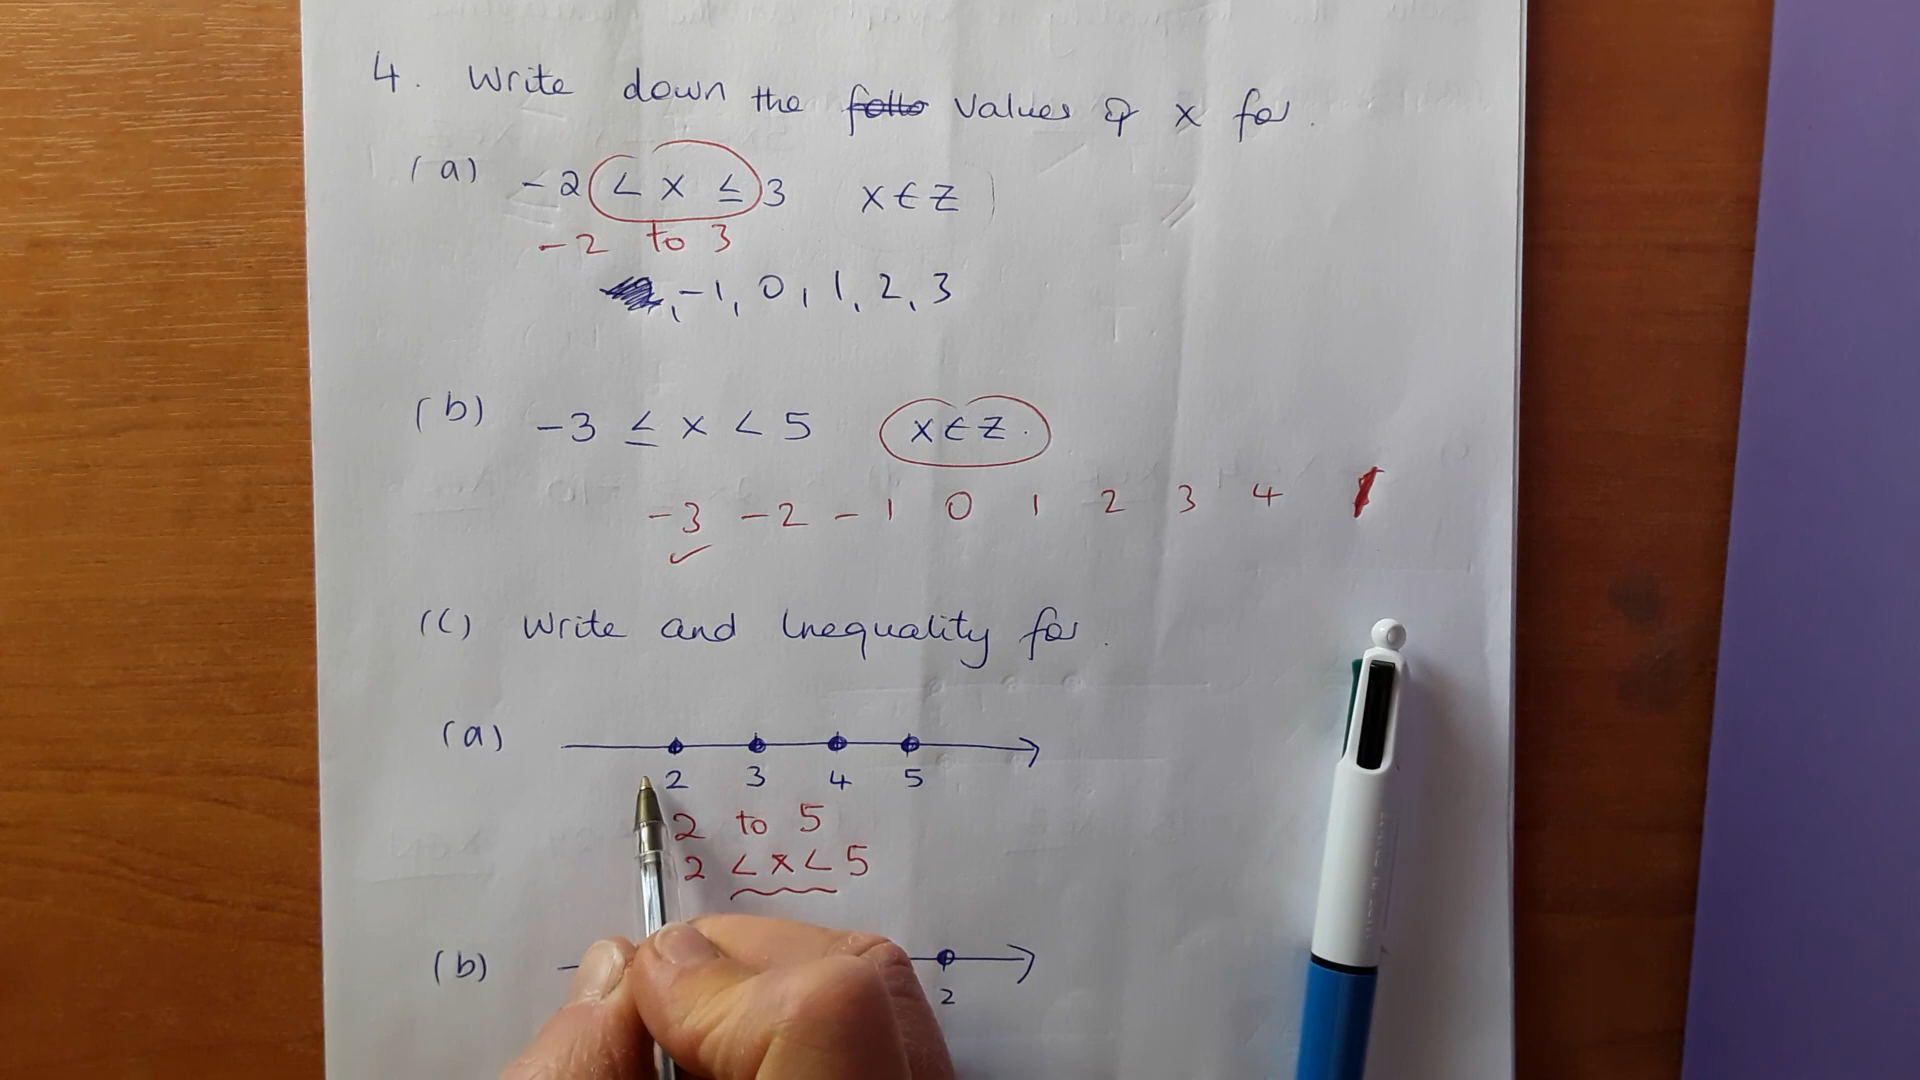 4. Write down the follo values of x for.
(a) -2 < x ≤ 3 x ∈ Z
-2 to 3
, -1, 0, 1, 2, 3
(b) -3 ≤ x < 5 x ∈ Z.
-3 -2 -1 0 1 2 3 4
(c) Write and Inequality for.
(a)
2 3 4 5
2 to 5
2 < x < 5
(b)
2